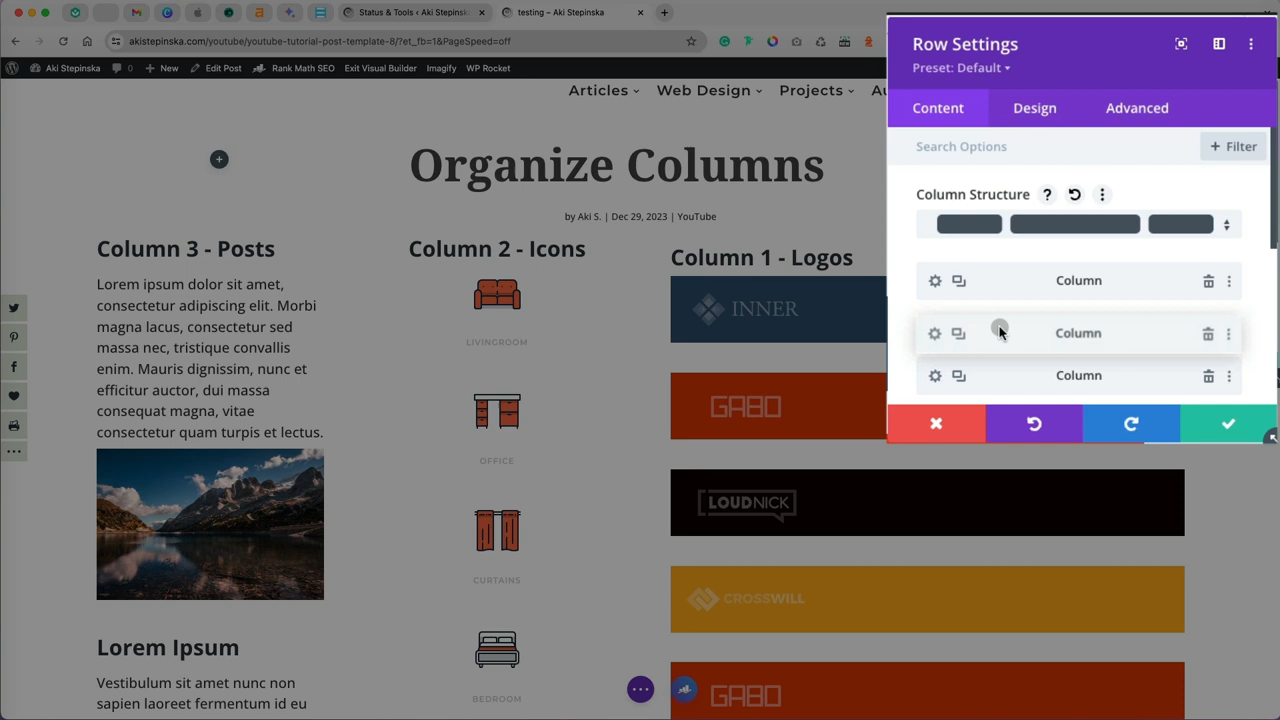 Status & Tools ‹ Aki Stepinska
testing – Aki Stepinska
akistepinska.com/youtube/youtube-tutorial-post-template-8/?et_fb=1&PageSpeed=off
Aki Stepinska
0
New
Edit Post
Rank Math SEO
Exit Visual Builder
Imagify
WP Rocket
Articles
Web Design
Projects
Organize Columns
by Aki S. | Dec 29, 2023 | YouTube
Column 3 - Posts
Lorem ipsum dolor sit amet,
consectetur adipiscing elit. Morbi
magna lacus, consectetur sed
massa nec, tristique convallis
enim. Mauris dignissim, nunc et
efficitur auctor, dui massa
consequat magna, vitae
consectetur quam turpis et lectus.
Lorem Ipsum
Vestibulum sit amet nunc non
sapien laoreet fermentum id eu
Column 2 - Icons
LIVINGROOM
OFFICE
CURTAINS
BEDROOM
Column 1 - Logos
INNER
GABO
LOUDNICK
CROSSWILL
GABO
Row Settings
Preset: Default
Content
Design
Advanced
Search Options
+ Filter
Column Structure
?
Column
Column
Column